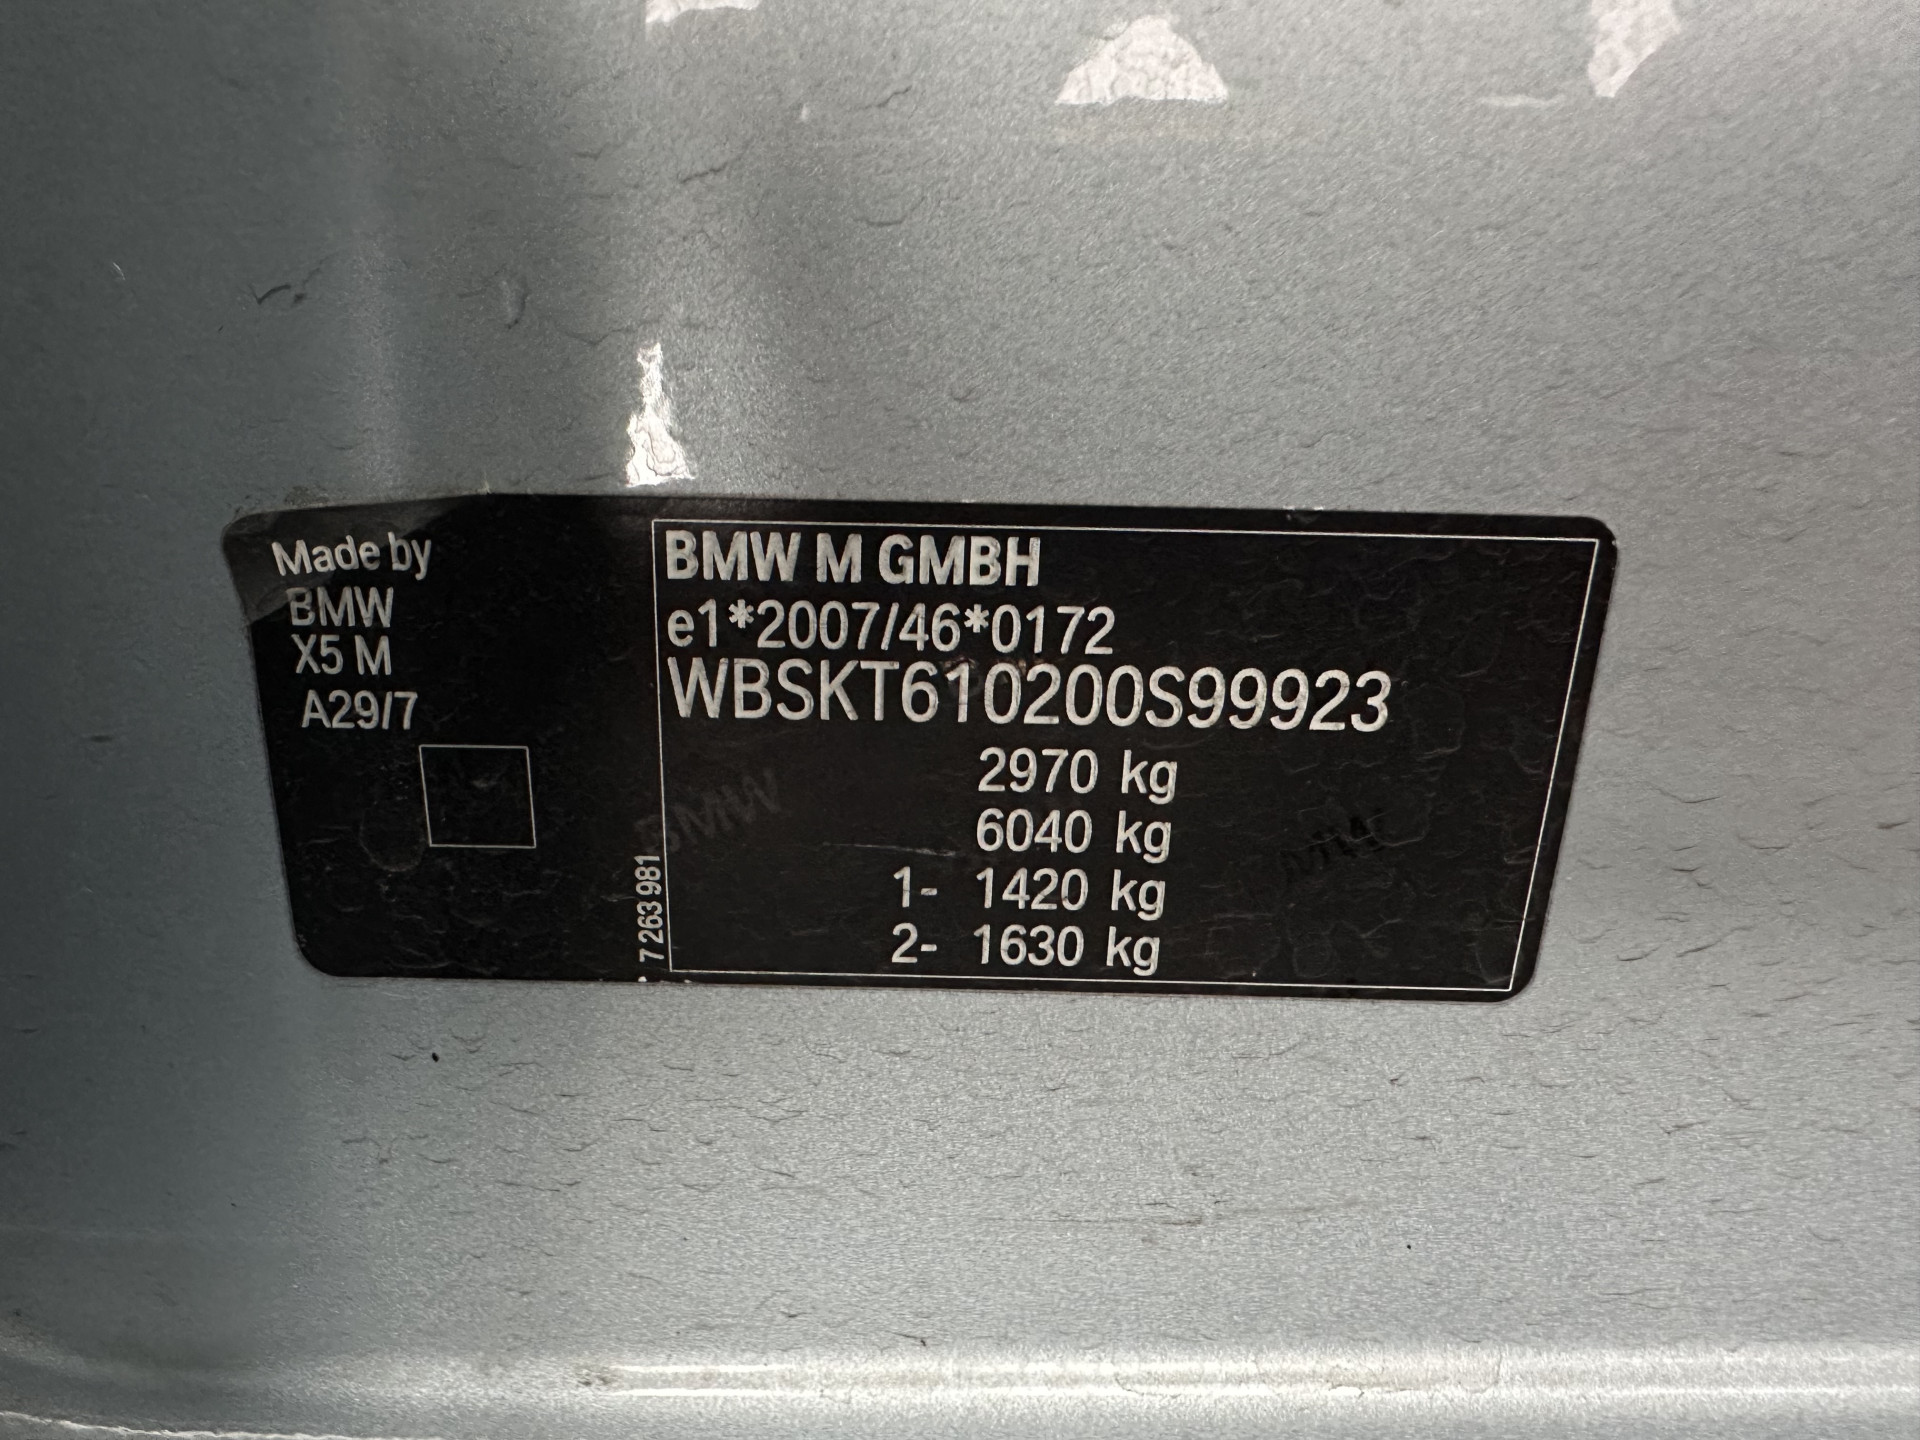 Made by
BMW
X5 M
A29/7
7 263 981
BMW M GMBH
e1*2007/46*0172
WBSKT610200S99923
2970 kg
6040 kg
1- 1420 kg
2- 1630 kg
BMW